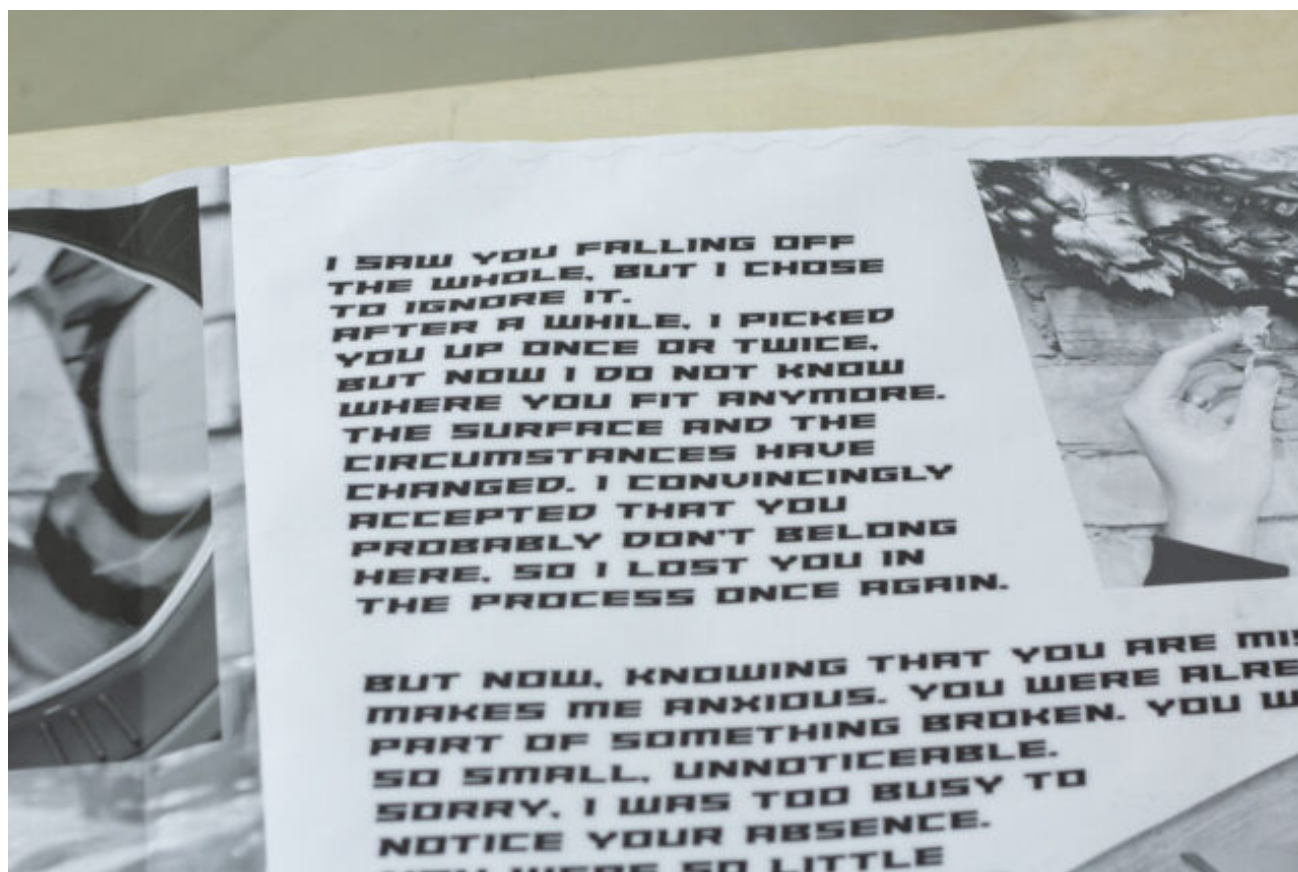 I SAW YOU FALLING OFF
THE WHOLE, BUT I CHOSE
TO IGNORE IT.
AFTER A WHILE, I PICKED
YOU UP ONCE OR TWICE,
BUT NOW I DO NOT KNOW
WHERE YOU FIT ANYMORE.
THE SURFACE AND THE
CIRCUMSTANCES HAVE
CHANGED. I CONVINCINGLY
ACCEPTED THAT YOU
PROBABLY DON'T BELONG
HERE, SO I LOST YOU IN
THE PROCESS ONCE AGAIN.
BUT NOW, KNOWING THAT YOU ARE
MAKES ME ANXIOUS. YOU WERE
PART OF SOMETHING BROKEN. YOU
SO SMALL, UNNOTICEABLE.
SORRY, I WAS TOO BUSY TO
NOTICE YOUR ABSENCE.
YOU WERE SO LITTLE